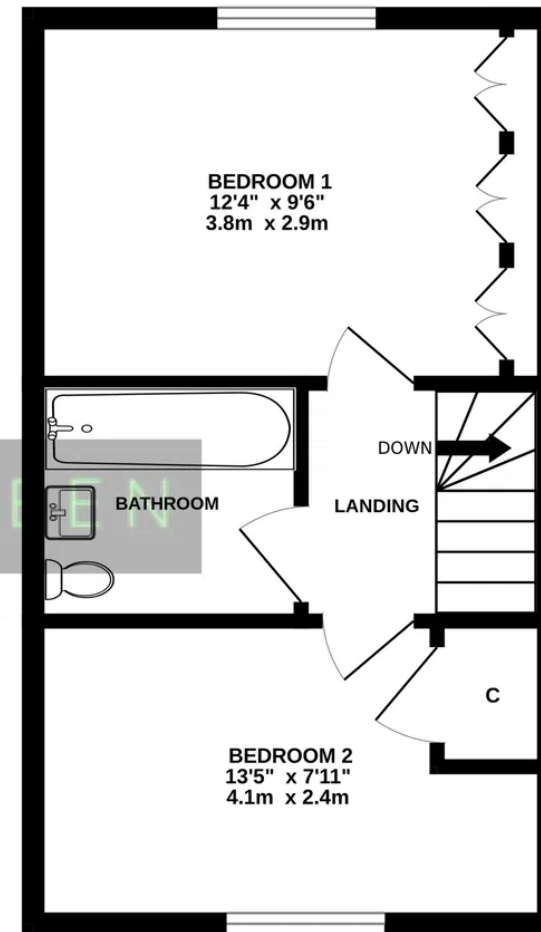 BEDROOM 1
12'4" x 9'6"
3.8m x 2.9m
DOWN
EEN
BATHROOM
LANDING
C
BEDROOM 2
13'5" x 7'11"
4.1m x 2.4m